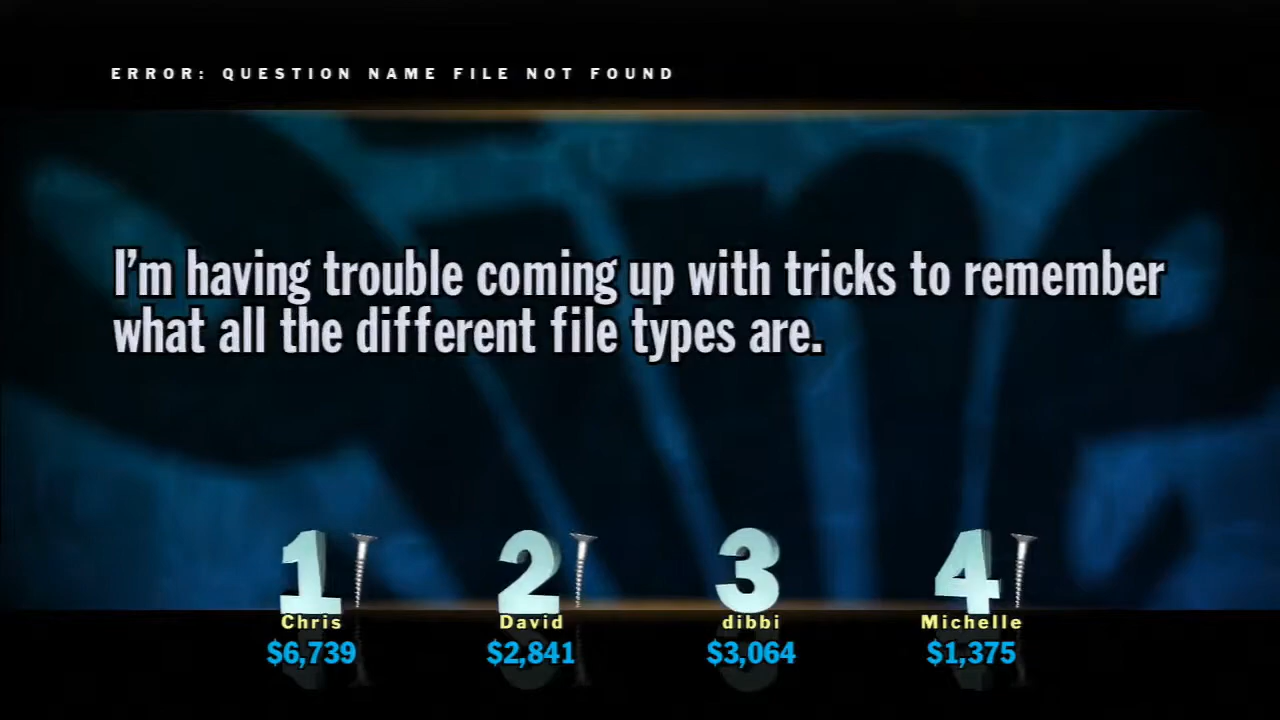 ERROR: QUESTION NAME FILE NOT FOUND
I'm having trouble coming up with tricks to remember
what all the different file types are.
1 2 3 4
Chris David dibbi Michelle
$6,739 $2,841 $3,064 $1,375